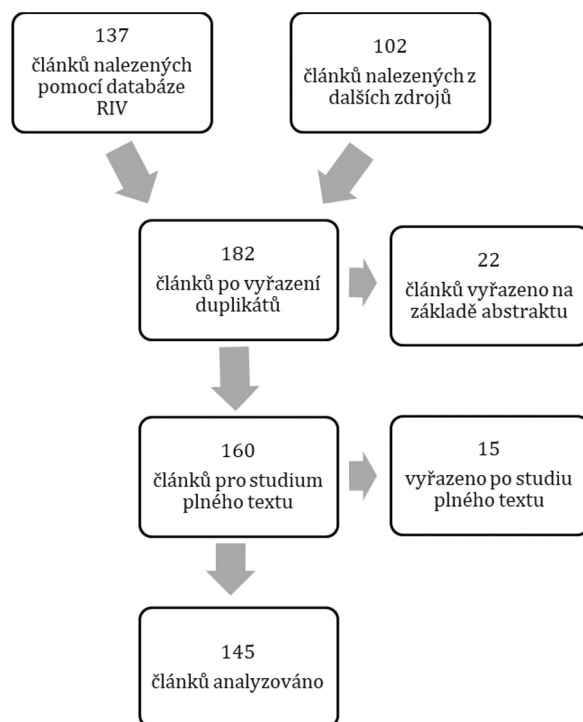 137
článků nalezených
pomocí databáze
RIV
102
článků nalezených z
dalších zdrojů
182
článků po vyřazení
duplikátů
22
článků vyřazeno na
základě abstraktu
160
článků pro studium
plného textu
15
vyřazeno po studiu
plného textu
145
článků analyzováno